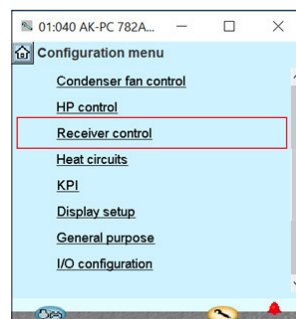 01:040 AK-PC 782A...
Configuration menu
Condenser fan control
HP control
Receiver control
Heat circuits
KPI
Display setup
General purpose
I/O configuration